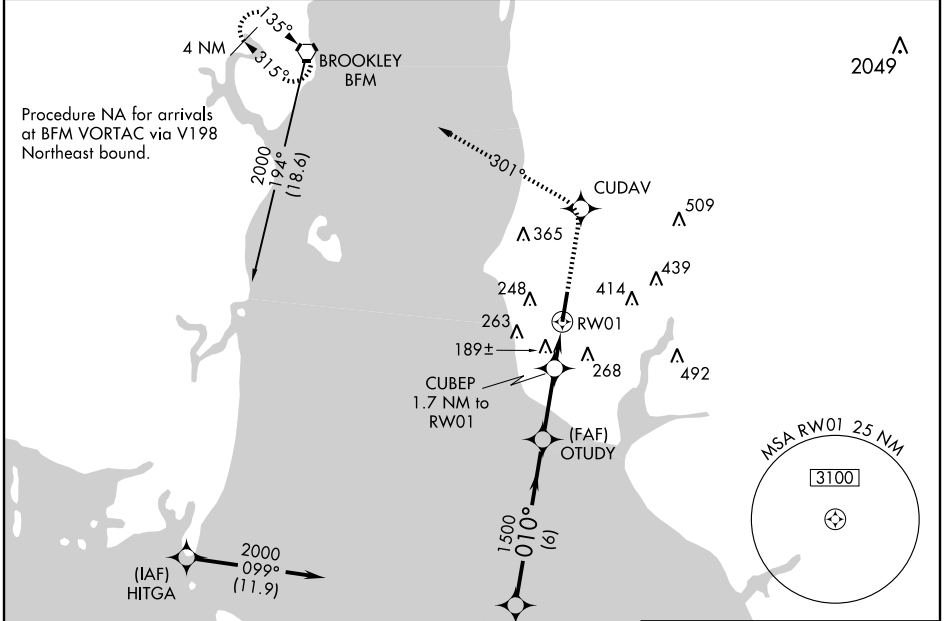 135°
4 NM
315°
BROOKLEY
BFM
2049
Procedure NA for arrivals
at BFM VORTAC via V198
Northeast bound.
2000
194°
(18.6)
301°
CUDAV
509
365
439
248
414
263
RW01
189±
268
492
CUBEP
1.7 NM to
RW01
(FAF)
OTUDY
MSA RW01 25 NM
3100
1500
010°
(6)
2000
099°
(11.9)
(IAF)
HITGA